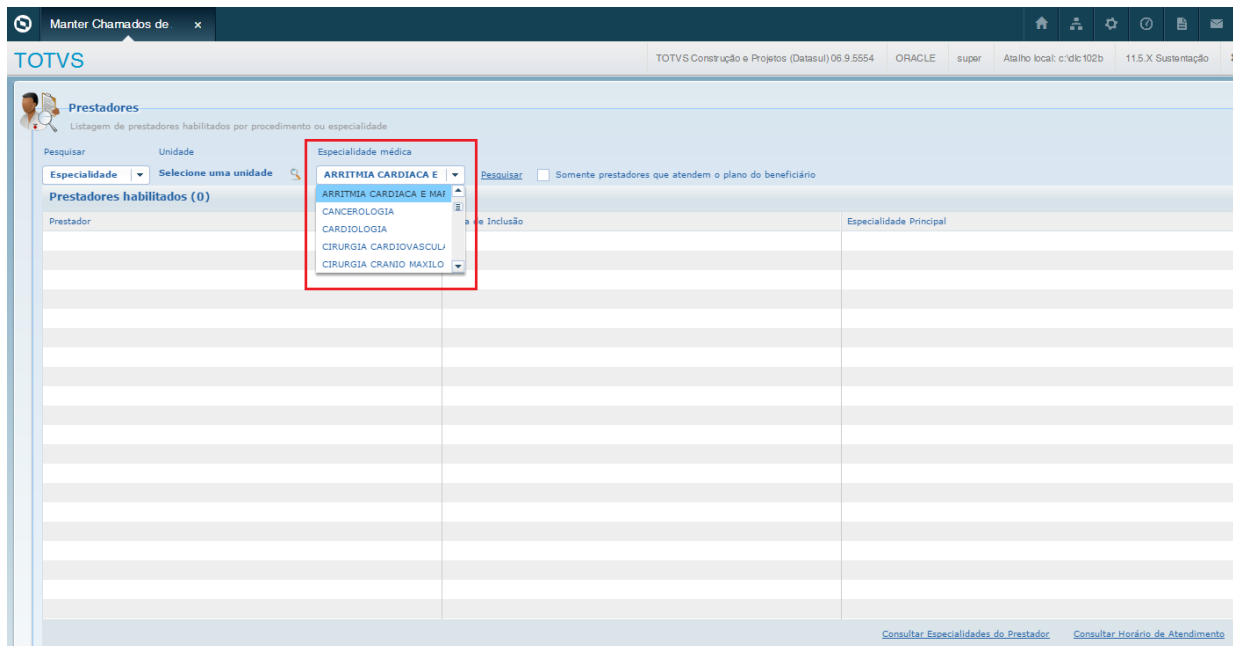 Manter Chamados de x
TOTVS
TOTVS Construção e Projetos (Datasul) 06.9.5554 ORACLE super Atalho local: c:\dlc102b 11.5.X Sustentação
Prestadores
Listagem de prestadores habilitados por procedimento ou especialidade
Pesquisar Unidade Especialidade médica
Especialidade Selecione uma unidade ARRITMIA CARDIACA E Pesquisar Somente prestadores que atendem o plano do beneficiário
Prestadores habilitados (0)
ARRITMIA CARDIACA E MAR
CANCEROLOGIA
CARDIOLOGIA
CIRURGIA CARDIOVASCUL
CIRURGIA CRANIO MAXILO
Prestador a de Inclusão Especialidade Principal
Consultar Especialidades do Prestador Consultar Horário de Atendimento